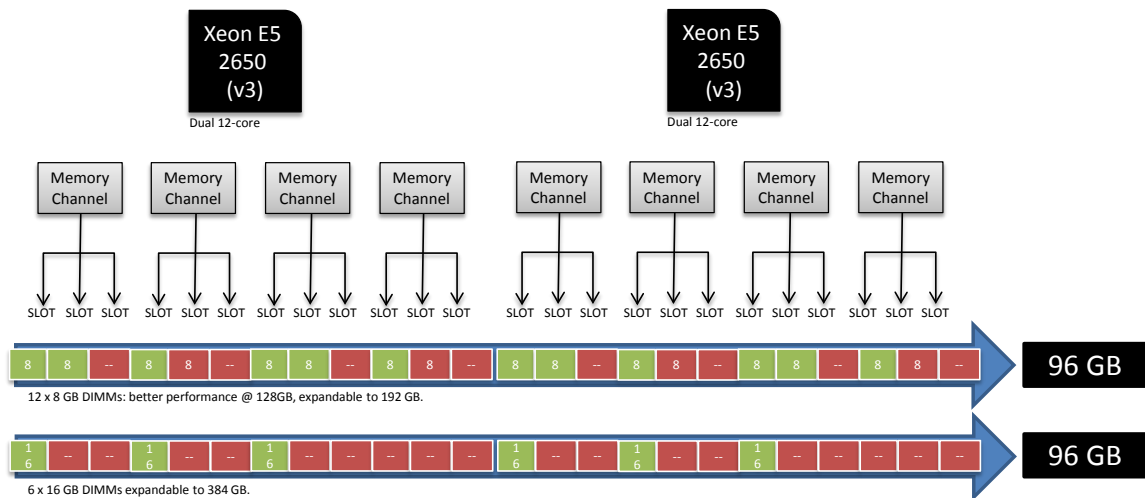 Xeon E5
2650
(v3)
Dual 12-core
Xeon E5
2650
(v3)
Dual 12-core
Memory
Channel
Memory
Channel
Memory
Channel
Memory
Channel
Memory
Channel
Memory
Channel
Memory
Channel
Memory
Channel
SLOT SLOT SLOT SLOT SLOT SLOT SLOT SLOT SLOT SLOT SLOT SLOT SLOT SLOT SLOT SLOT SLOT SLOT SLOT SLOT SLOT SLOT SLOT SLOT
8 8 -- 8 8 -- 8 8 -- 8 8 -- 8 8 -- 8 8 -- 8 8 -- 8 8 --
96 GB
12 x 8 GB DIMMs: better performance @ 128GB, expandable to 192 GB.
16 -- -- 16 -- -- 16 -- -- -- -- -- 16 -- -- 16 -- -- 16 -- -- -- -- --
96 GB
6 x 16 GB DIMMs expandable to 384 GB.